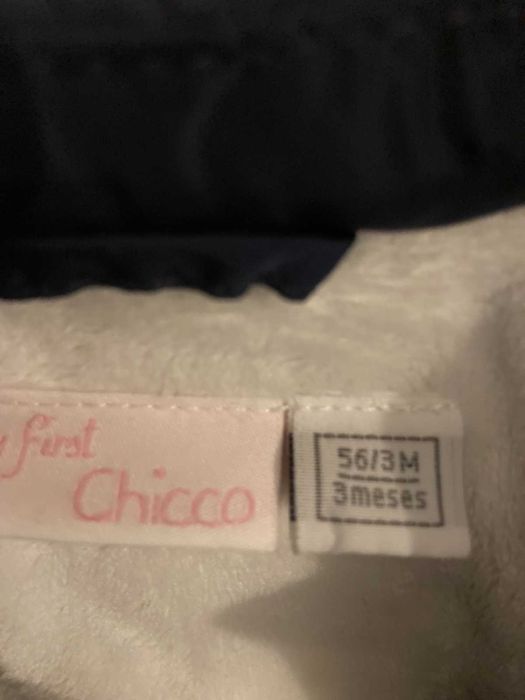 first
Chicco
56/3M
3meses